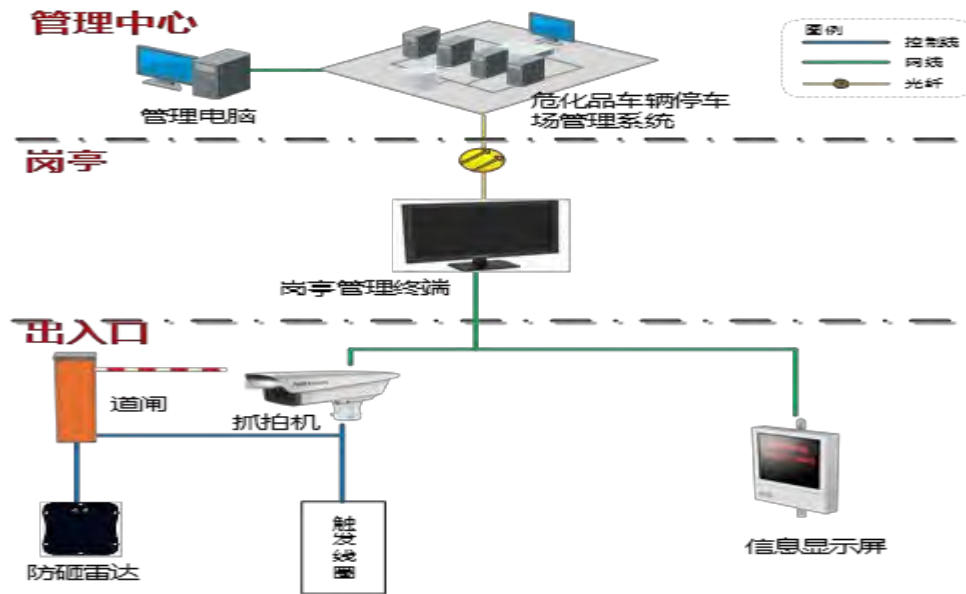 管理中心
图例
控制线
网线
光纤
管理电脑
危化品车辆停车
场管理系统
岗亭
岗亭管理终端
出入口
道闸
抓拍机
触发线圈
防砸雷达
信息显示屏